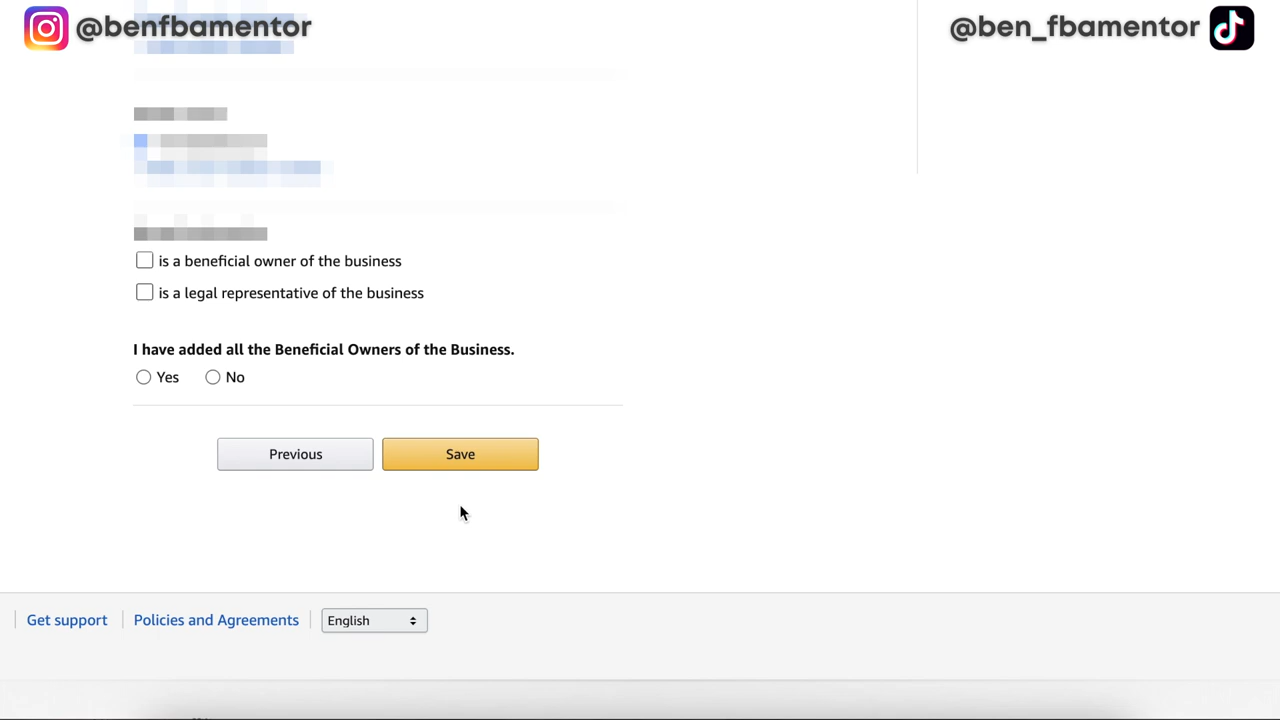 @benfbamentor
@ben_fbamentor
is a beneficial owner of the business
is a legal representative of the business
I have added all the Beneficial Owners of the Business.
Yes No
Previous Save
Get support Policies and Agreements English